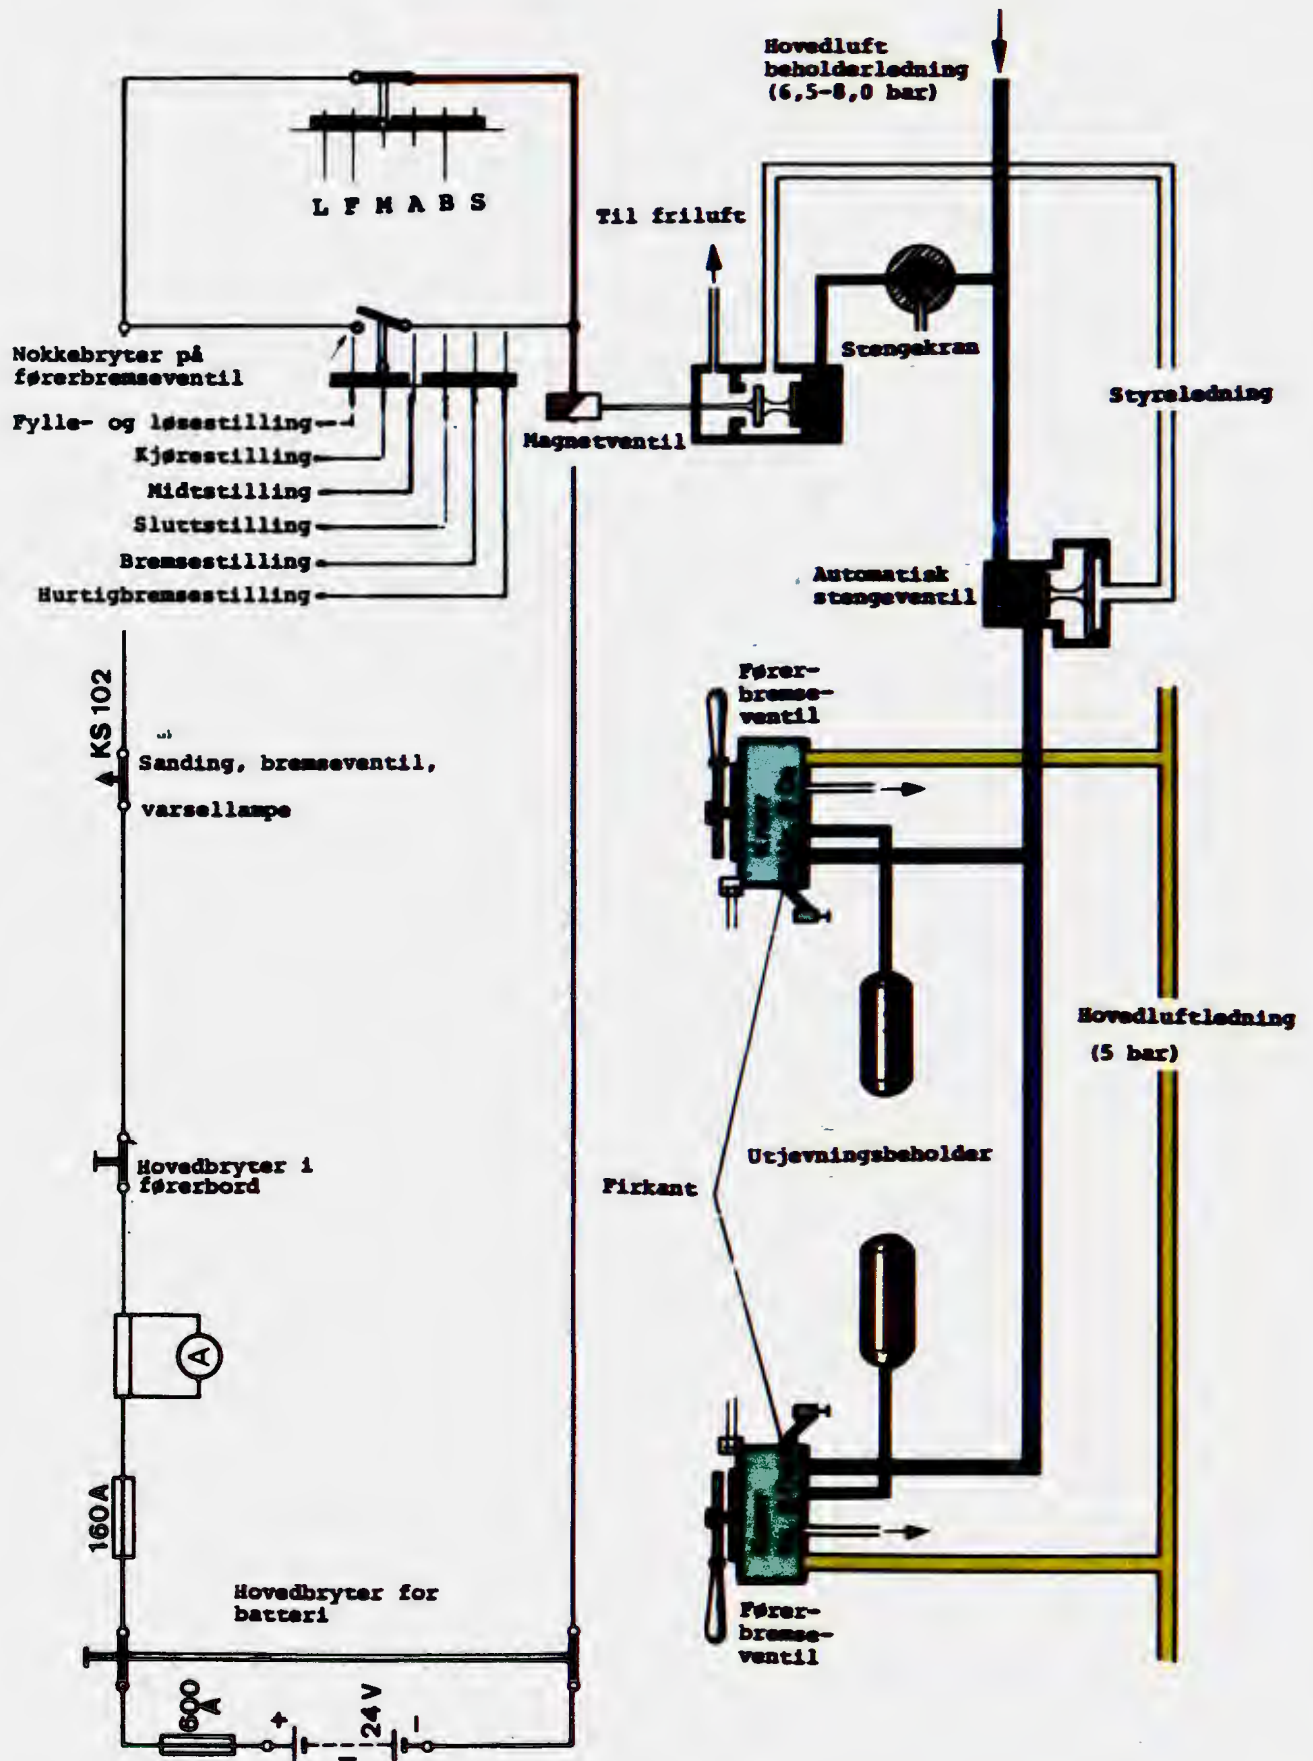 Hovedluft
beholderledning
(6,5-8,0 bar)
L F M A B S
Til friluft
Stengekran
Nokkebryter på
førerbremseventil
Styreledning
Fylle- og løsestilling
Magnetventil
Kjørestilling
Midtstilling
Sluttstilling
Bremsestilling
Hurtigbremsestilling
Automatisk
stengeventil
KS 102
Sanding, bremseventil,
varsellampe
Fører-
bremse-
ventil
Hovedluftledning
(5 bar)
Hovedbryter i
førerbord
Utjevningsbeholder
Firkant
A
160A
Hovedbryter for
batteri
Fører-
bremse-
ventil
600
A
+
24V
-